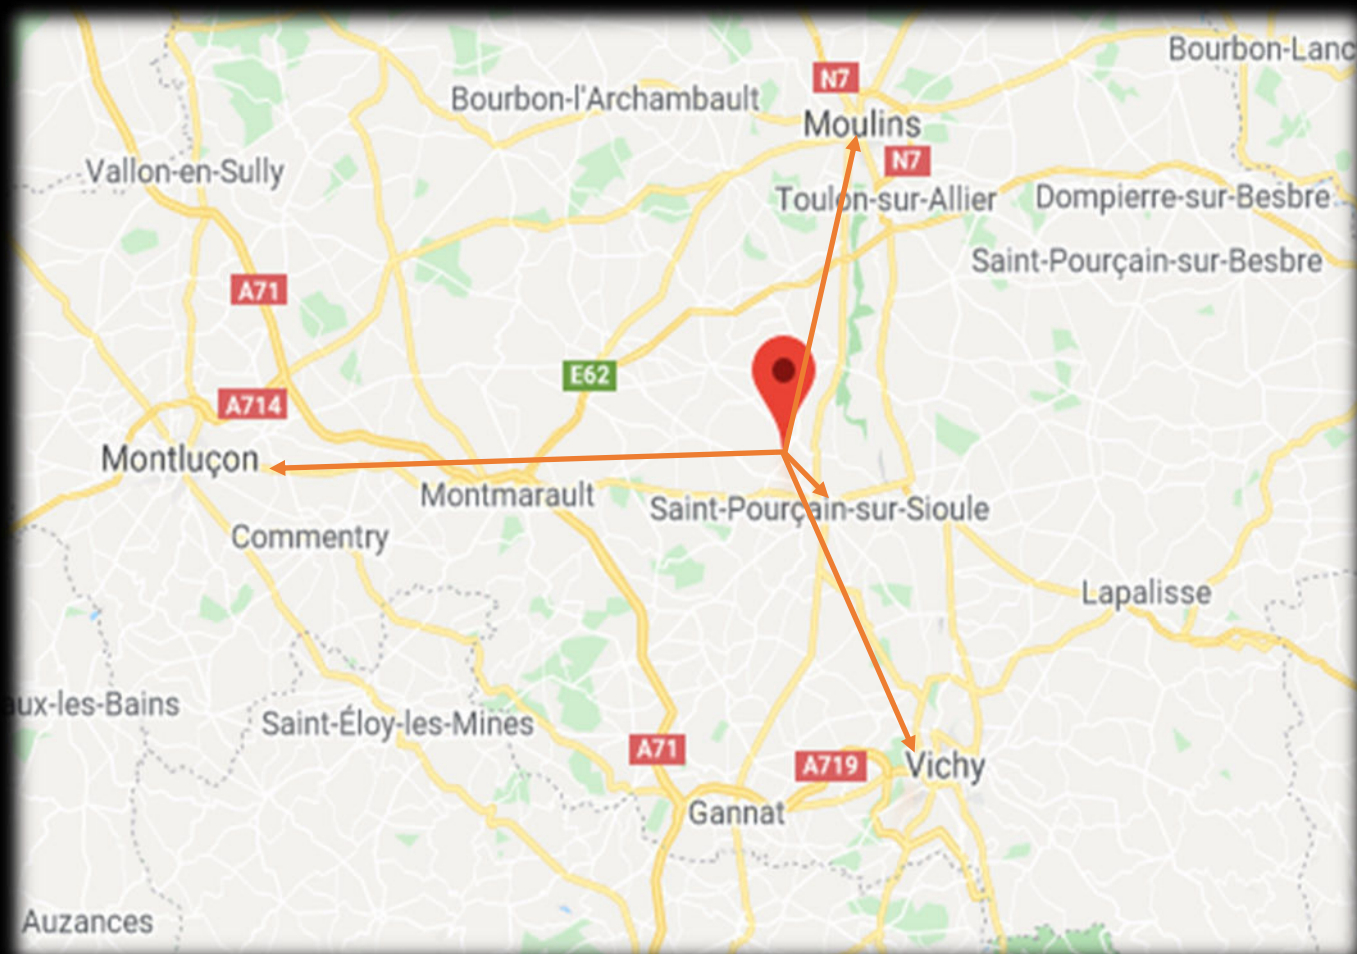 Bourbon-Lanc
N7
Bourbon-l'Archambault
Moulins
N7
Vallon-en-Sully
Toulon-sur-Allier
Dompierre-sur-Besbre
Saint-Pourçain-sur-Besbre
A71
E62
A714
Montluçon
Montmarault
Saint-Pourçain-sur-Sioule
Commentry
Lapalisse
aux-les-Bains
Saint-Éloy-les-Mines
A71
A719
Vichy
Gannat
Auzances